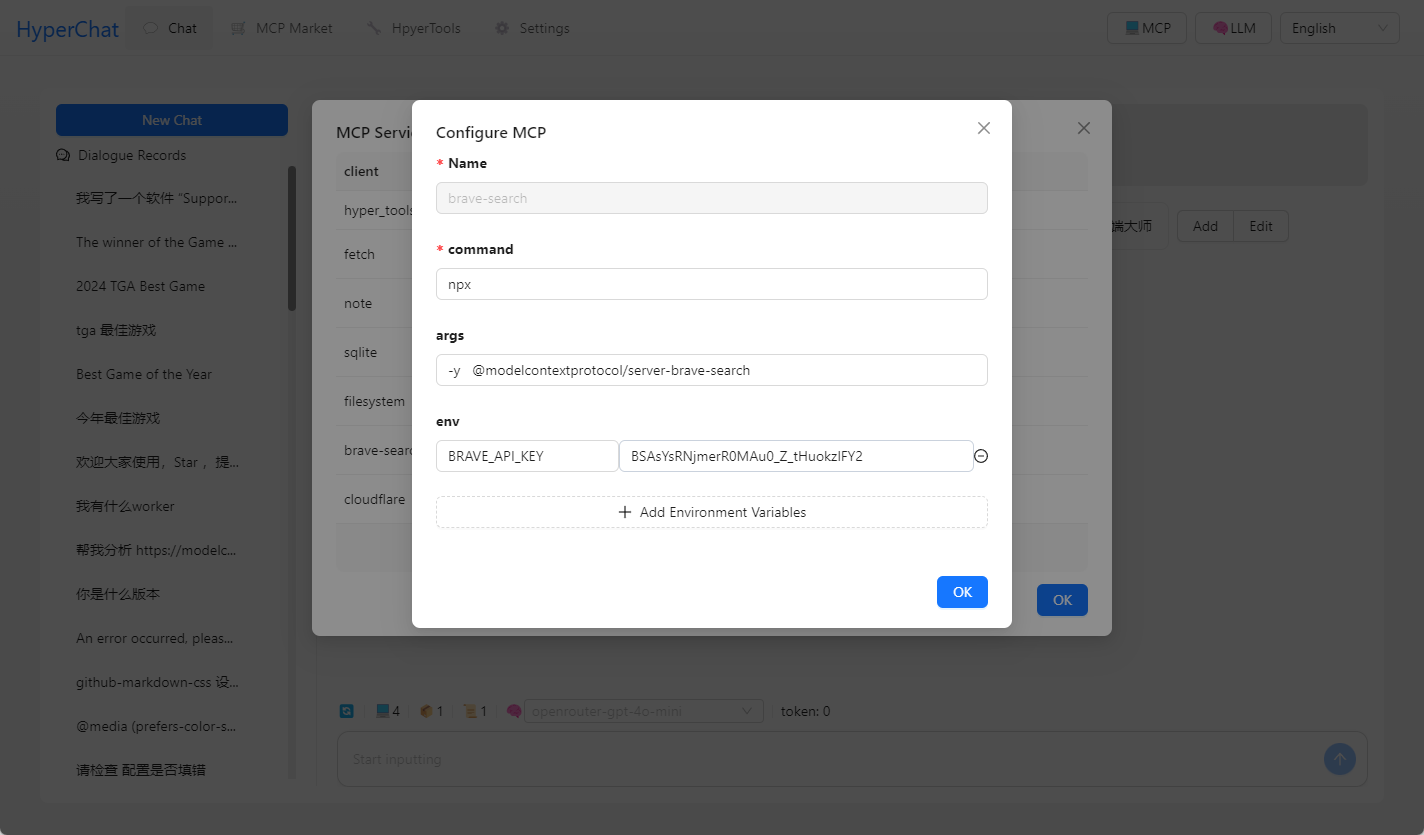 HyperChat
Chat
MCP Market
HpyerTools
Settings
MCP
LLM
English
New Chat
Dialogue Records
我写了一个软件 "Suppor...
The winner of the Game ...
2024 TGA Best Game
tga 最佳游戏
Best Game of the Year
今年最佳游戏
欢迎大家使用，Star ，提...
我有什么worker
帮我分析 https://modelc...
你是什么版本
An error occurred, pleas...
github-markdown-css 设...
@media (prefers-color-s...
请检查 配置是否填错
MCP Servi
client
hyper_tools
fetch
note
sqlite
filesystem
brave-searc
cloudflare
OK
Configure MCP
* Name
brave-search
* command
npx
args
-y @modelcontextprotocol/server-brave-search
env
BRAVE_API_KEY
BSAsYsRNjmerR0MAu0_Z_tHuokzIFY2
Add Environment Variables
OK
端大师
Add
Edit
4
1
1
openrouter-gpt-4o-mini
token: 0
Start inputting